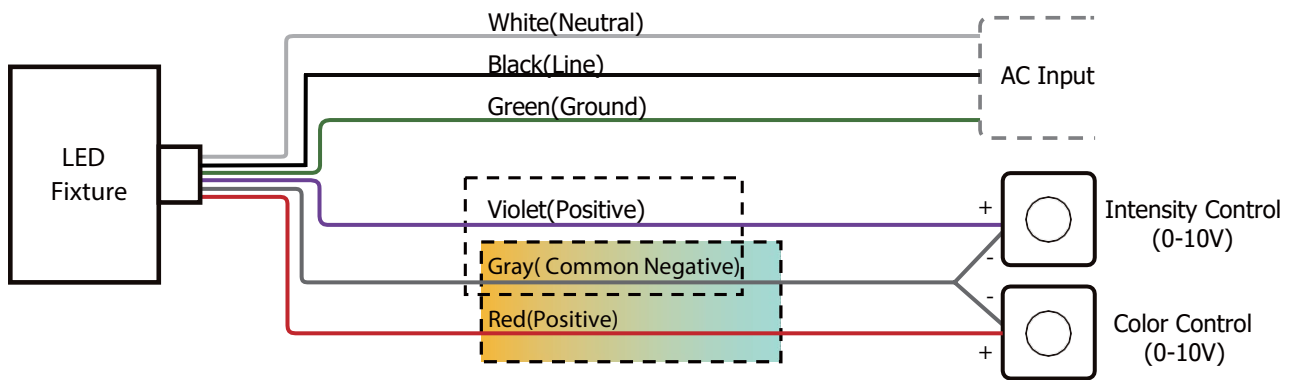 White(Neutral)
Black(Line)
Green(Ground)
AC Input
LED
Fixture
Violet(Positive)
Gray( Common Negative)
Red(Positive)
+
-
Intensity Control
(0-10V)
-
+
Color Control
(0-10V)